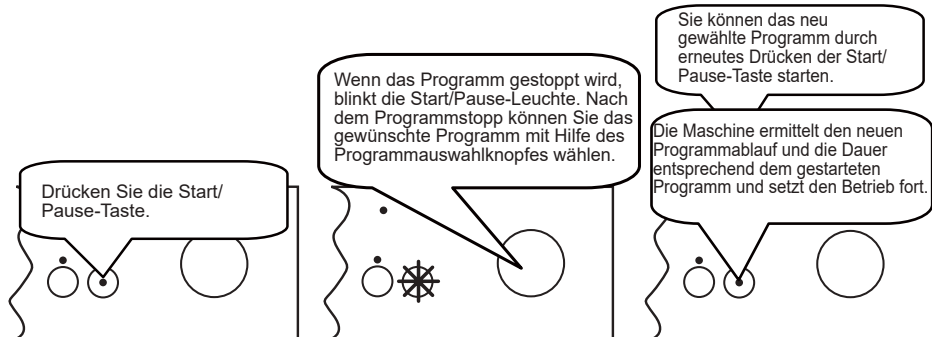 Drücken Sie die Start/
Pause-Taste.
Wenn das Programm gestoppt wird,
blinkt die Start/Pause-Leuchte. Nach
dem Programmstopp können Sie das
gewünschte Programm mit Hilfe des
Programmauswahlknopfes wählen.
Sie können das neu
gewählte Programm durch
erneutes Drücken der Start/
Pause-Taste starten.
Die Maschine ermittelt den neuen
Programmablauf und die Dauer
entsprechend dem gestarteten
Programm und setzt den Betrieb fort.